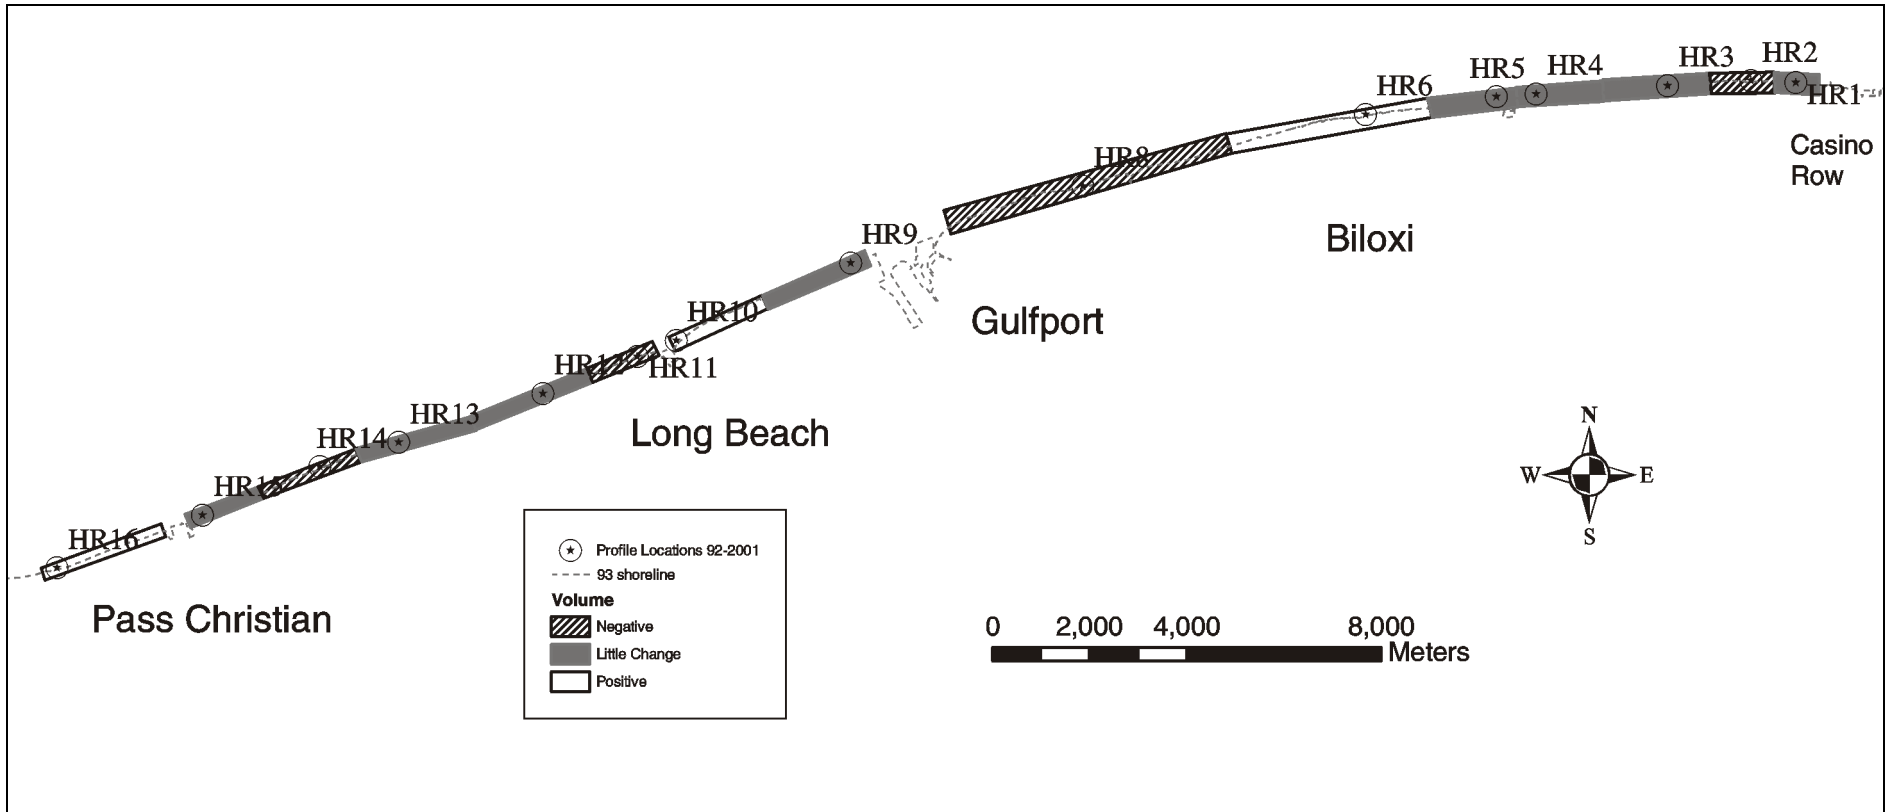 HR2
HR3
HR4
HR5
HR6
HR1
Casino
Row
HR8
Biloxi
HR9
Gulfport
HR10
HR12
HR11
HR13
Long Beach
HR14
HR15
HR16
Pass Christian
N
W
E
S
Profile Locations 92-2001
93 shoreline
Volume
Negative
Little Change
Positive
0 2,000 4,000 8,000
Meters